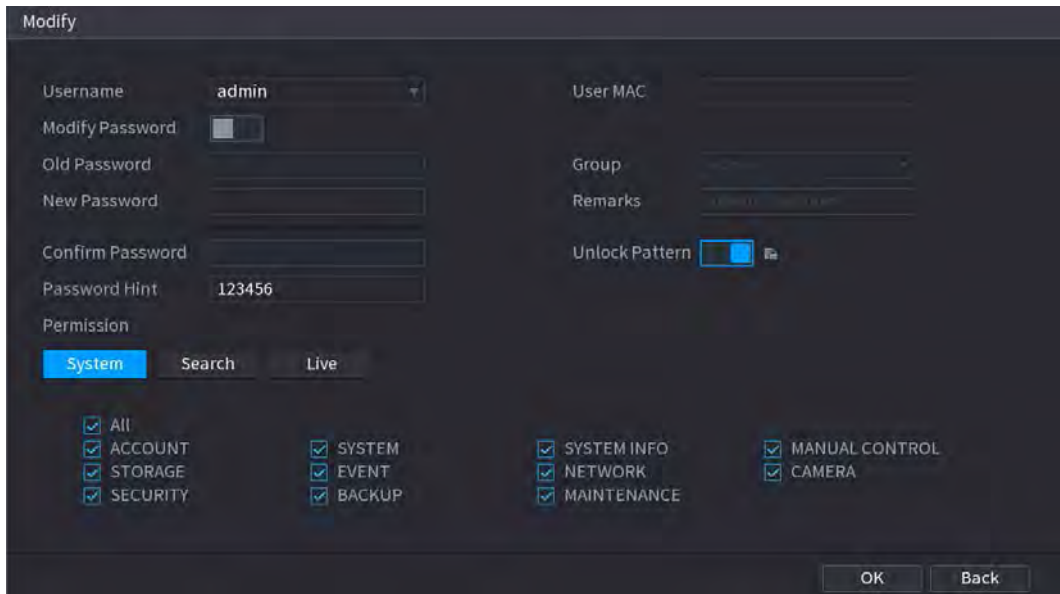 Modify
Username admin User MAC
Modify Password
Old Password Group
New Password Remarks
Confirm Password Unlock Pattern
Password Hint 123456
Permission
System Search Live
All
ACCOUNT SYSTEM SYSTEM INFO MANUAL CONTROL
STORAGE EVENT NETWORK CAMERA
SECURITY BACKUP MAINTENANCE
OK Back